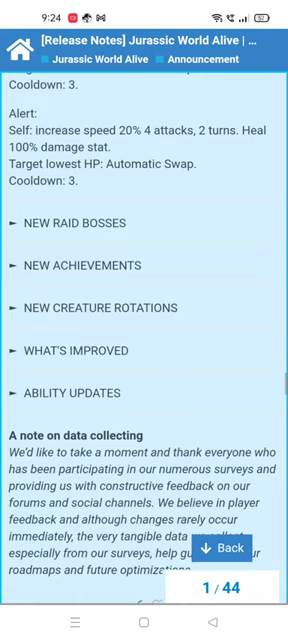 9:24
52
[Release Notes] Jurassic World Alive | ...
Jurassic World Alive Announcement
Cooldown: 3.
Alert:
Self: increase speed 20% 4 attacks, 2 turns. Heal
100% damage stat.
Target lowest HP: Automatic Swap.
Cooldown: 3.
► NEW RAID BOSSES
► NEW ACHIEVEMENTS
► NEW CREATURE ROTATIONS
► WHAT'S IMPROVED
► ABILITY UPDATES
A note on data collecting
We'd like to take a moment and thank everyone who
has been participating in our numerous surveys and
providing us with constructive feedback on our
forums and social channels. We believe in player
feedback and although changes rarely occur
immediately, the very tangible data we collect
especially from our surveys, help
roadmaps and future optimizations
Back
1 / 44